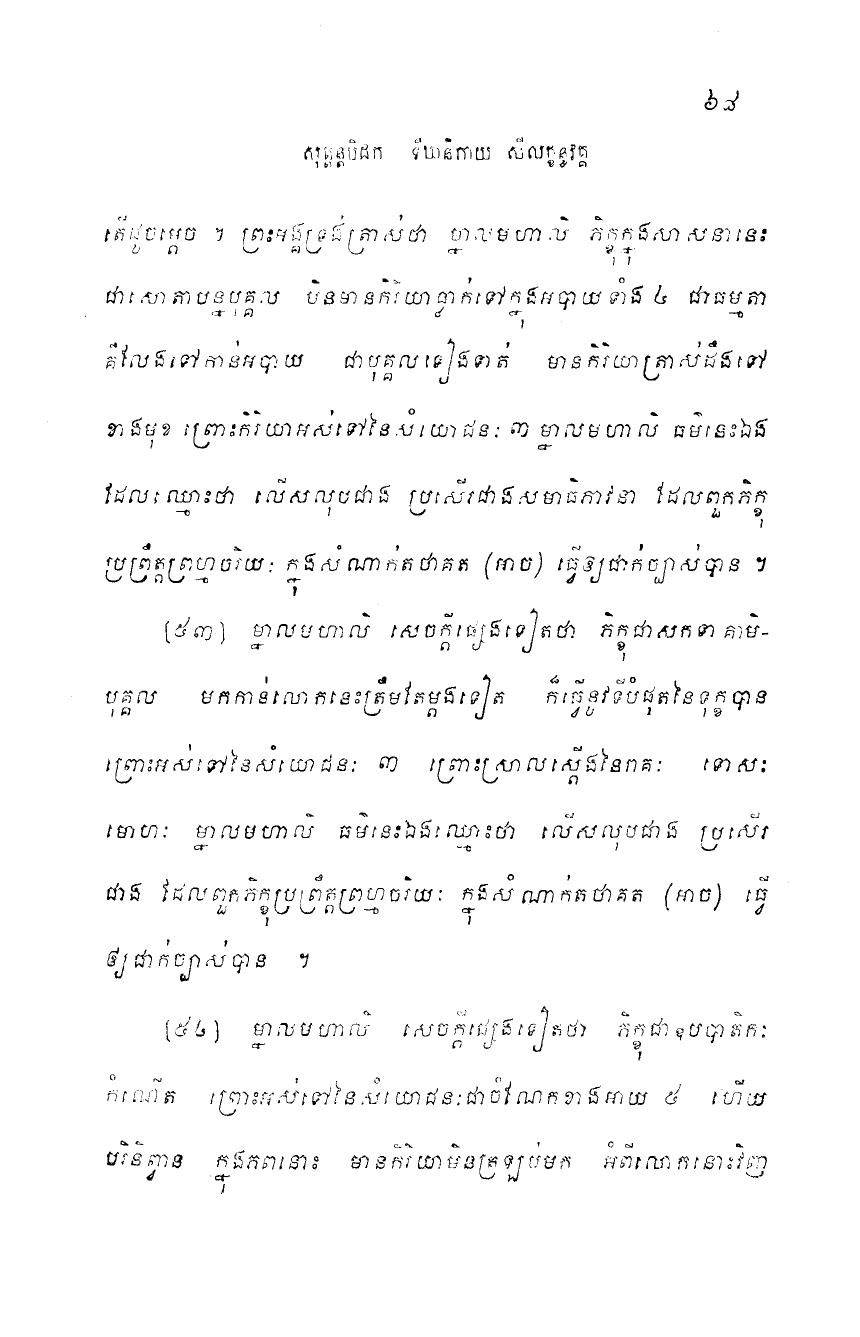 ៦៨
សុត្តន្តបិដក ទីឃនិកាយ សីលក្ខន្ធវគ្គ
តើដូចម្តេច ។ ព្រះអង្គទ្រង់ត្រាស់ថា ម្នាលមហាលិ ភិក្ខុក្នុងសាសនានេះ
ជាសោតាបន្នបុគ្គល មិនមានកិរិយាធ្លាក់ទៅក្នុងអបាយទាំង ៤ ជាធម្មតា
គឺលែងទៅកាន់អបាយ ជាបុគ្គលទៀងទាត់ មានកិរិយាត្រាស់ដឹងទៅ
ខាងមុខ ព្រោះកិរិយាអស់ទៅនៃសំយោជនៈ ៣ ម្នាលមហាលិ ធម៌នេះឯង
ដែលឈ្មោះថា លើសលុបជាង ប្រសើរជាងសមាធិភាវនា ដែលពួកភិក្ខុ
ប្រព្រឹត្តព្រហ្មចរិយៈ ក្នុងសំណាក់តថាគត (អាច) ធ្វើឲ្យជាក់ច្បាស់បាន ។
(៥៣) ម្នាលមហាលិ សេចក្តីផ្សេងទៀតថា ភិក្ខុជាសកទាគាមិ-
បុគ្គល មកកាន់លោកនេះត្រឹមតែម្តងទៀត ក៏ធ្វើនូវទីបំផុតនៃទុក្ខបាន
ព្រោះអស់ទៅនៃសំយោជនៈ ៣ ព្រោះស្រាលស្តើងនៃរាគៈ ទោសៈ
មោហៈ ម្នាលមហាលិ ធម៌នេះឯងឈ្មោះថា លើសលុបជាង ប្រសើរ
ជាង ដែលពួកភិក្ខុប្រព្រឹត្តព្រហ្មចរិយៈ ក្នុងសំណាក់តថាគត (អាច) ធ្វើ
ឲ្យជាក់ច្បាស់បាន ។
(៥៤) ម្នាលមហាលិ សេចក្តីផ្សេងទៀតថា ភិក្ខុជាឧបបាតិកៈ
កំណើត ព្រោះអស់ទៅនៃសំយោជនៈជាចំណែកខាងអាយ ៥ ហើយ
បរិនិព្វាន ក្នុងភពនោះ មានកិរិយាមិនត្រឡប់មក អំពីលោកនោះវិញ